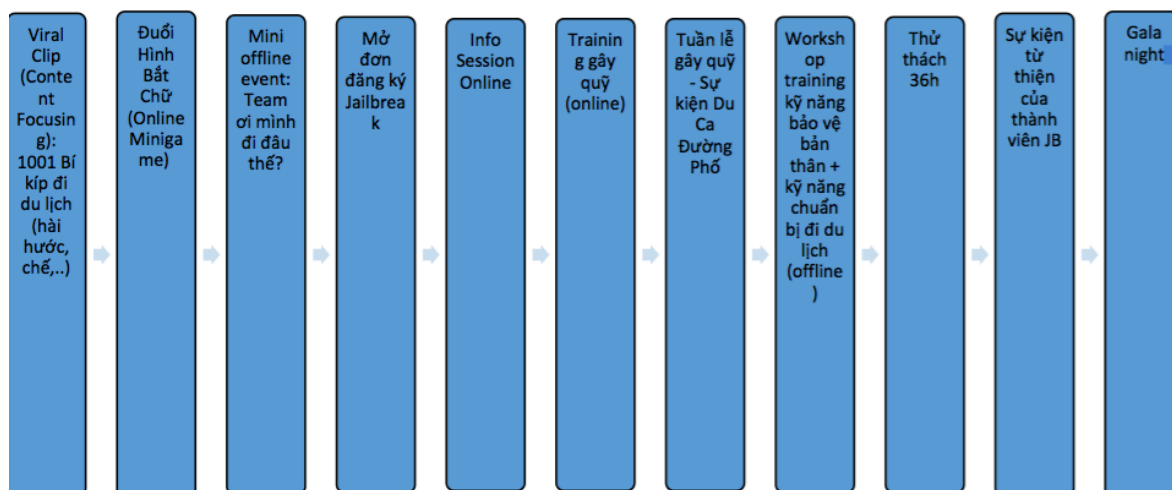 Viral
Clip
(Conte
nt
Focusin
g):
1001 Bí
kíp đi
du lịch
(hài
hước,
chế,..)
Đuổi
Hình
Bắt
Chữ
(Online
Miniga
me)
Mini
offline
event:
Team
ơi mình
đi đâu
thế?
Mở
đơn
đăng ký
Jailbrea
k
Info
Session
Online
Trainin
g gây
quỹ
(online)
Tuần lễ
gây quỹ
- Sự
kiện Du
Ca
Đường
Phố
Worksh
op
training
kỹ năng
bảo vệ
bản
thân +
kỹ năng
chuẩn
bị đi du
lịch
(offline
)
Thử
thách
36h
Sự kiện
từ
thiện
của
thành
viên JB
Gala
night